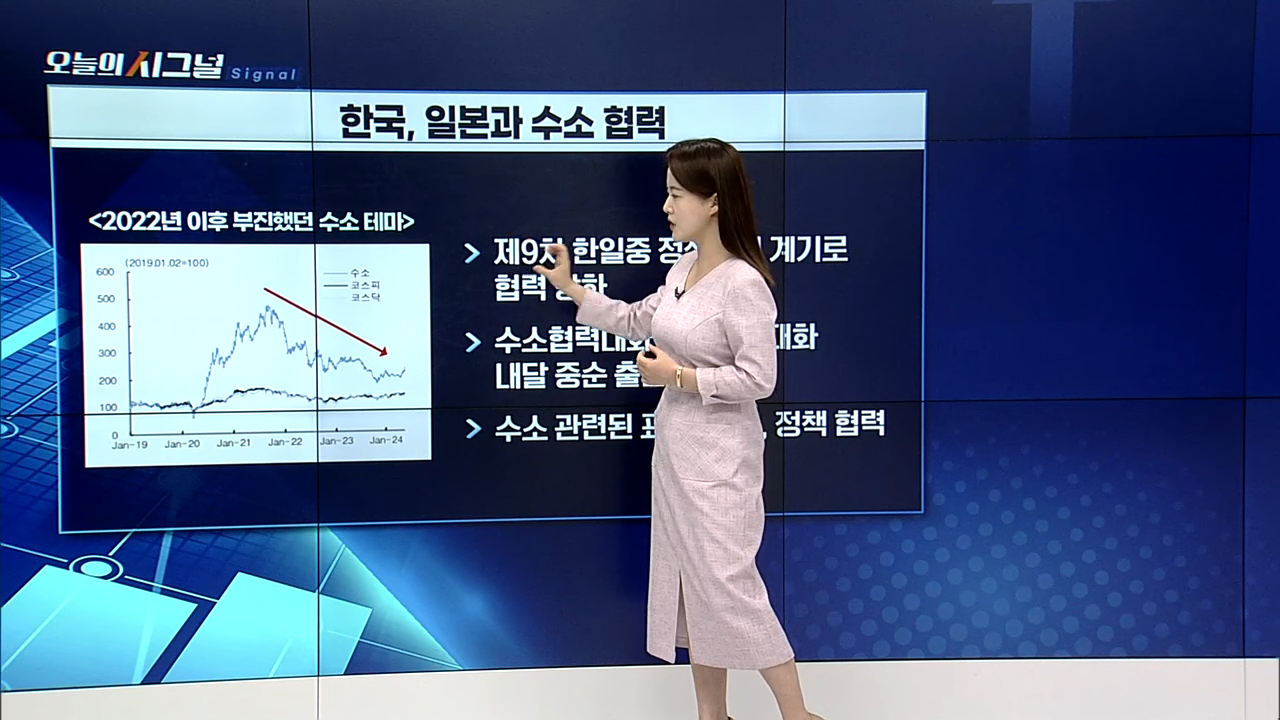 오늘의 시그널 Signal
한국, 일본과 수소 협력
<2022년 이후 부진했던 수소 테마>
(2019.01.02=100)
600
500
400
300
200
100
0
수소
코스피
코스닥
Jan-19 Jan-20 Jan-21 Jan-22 Jan-23 Jan-24
제9차 한일중 계기로
협력 강화
수소협력대화 대화
내달 중순
수소 관련된 정책 협력